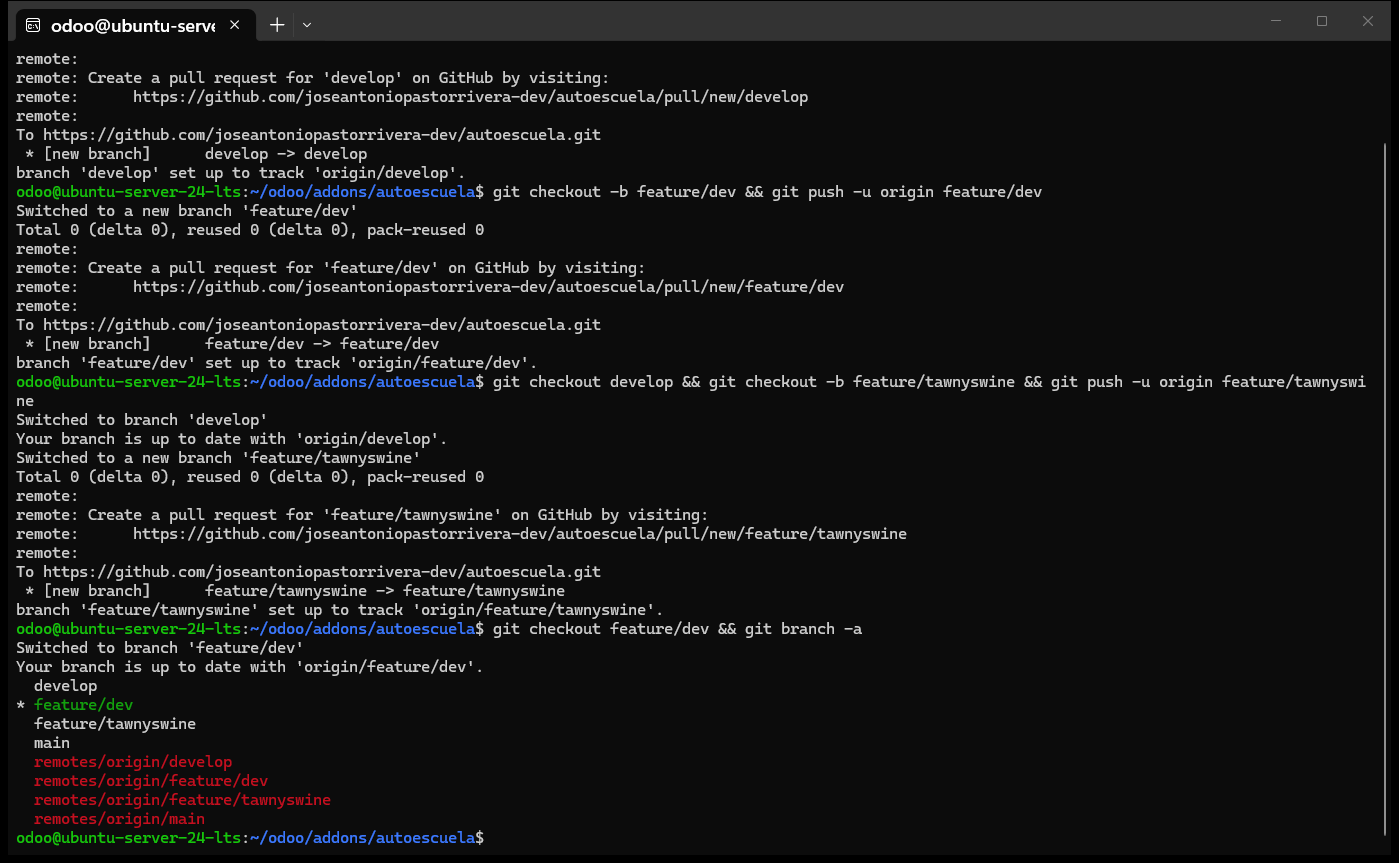 odoo@ubuntu-serve
remote:
remote: Create a pull request for 'develop' on GitHub by visiting:
remote:      https://github.com/joseantoniopastorrivera-dev/autoescuela/pull/new/develop
remote:
To https://github.com/joseantoniopastorrivera-dev/autoescuela.git
 * [new branch]      develop -> develop
branch 'develop' set up to track 'origin/develop'.
odoo@ubuntu-server-24-lts:~/odoo/addons/autoescuela$ git checkout -b feature/dev && git push -u origin feature/dev
Switched to a new branch 'feature/dev'
Total 0 (delta 0), reused 0 (delta 0), pack-reused 0
remote:
remote: Create a pull request for 'feature/dev' on GitHub by visiting:
remote:      https://github.com/joseantoniopastorrivera-dev/autoescuela/pull/new/feature/dev
remote:
To https://github.com/joseantoniopastorrivera-dev/autoescuela.git
 * [new branch]      feature/dev -> feature/dev
branch 'feature/dev' set up to track 'origin/feature/dev'.
odoo@ubuntu-server-24-lts:~/odoo/addons/autoescuela$ git checkout develop && git checkout -b feature/tawnyswine && git push -u origin feature/tawnyswi
ne
Switched to branch 'develop'
Your branch is up to date with 'origin/develop'.
Switched to a new branch 'feature/tawnyswine'
Total 0 (delta 0), reused 0 (delta 0), pack-reused 0
remote:
remote: Create a pull request for 'feature/tawnyswine' on GitHub by visiting:
remote:      https://github.com/joseantoniopastorrivera-dev/autoescuela/pull/new/feature/tawnyswine
remote:
To https://github.com/joseantoniopastorrivera-dev/autoescuela.git
 * [new branch]      feature/tawnyswine -> feature/tawnyswine
branch 'feature/tawnyswine' set up to track 'origin/feature/tawnyswine'.
odoo@ubuntu-server-24-lts:~/odoo/addons/autoescuela$ git checkout feature/dev && git branch -a
Switched to branch 'feature/dev'
Your branch is up to date with 'origin/feature/dev'.
  develop
* feature/dev
  feature/tawnyswine
  main
  remotes/origin/develop
  remotes/origin/feature/dev
  remotes/origin/feature/tawnyswine
  remotes/origin/main
odoo@ubuntu-server-24-lts:~/odoo/addons/autoescuela$